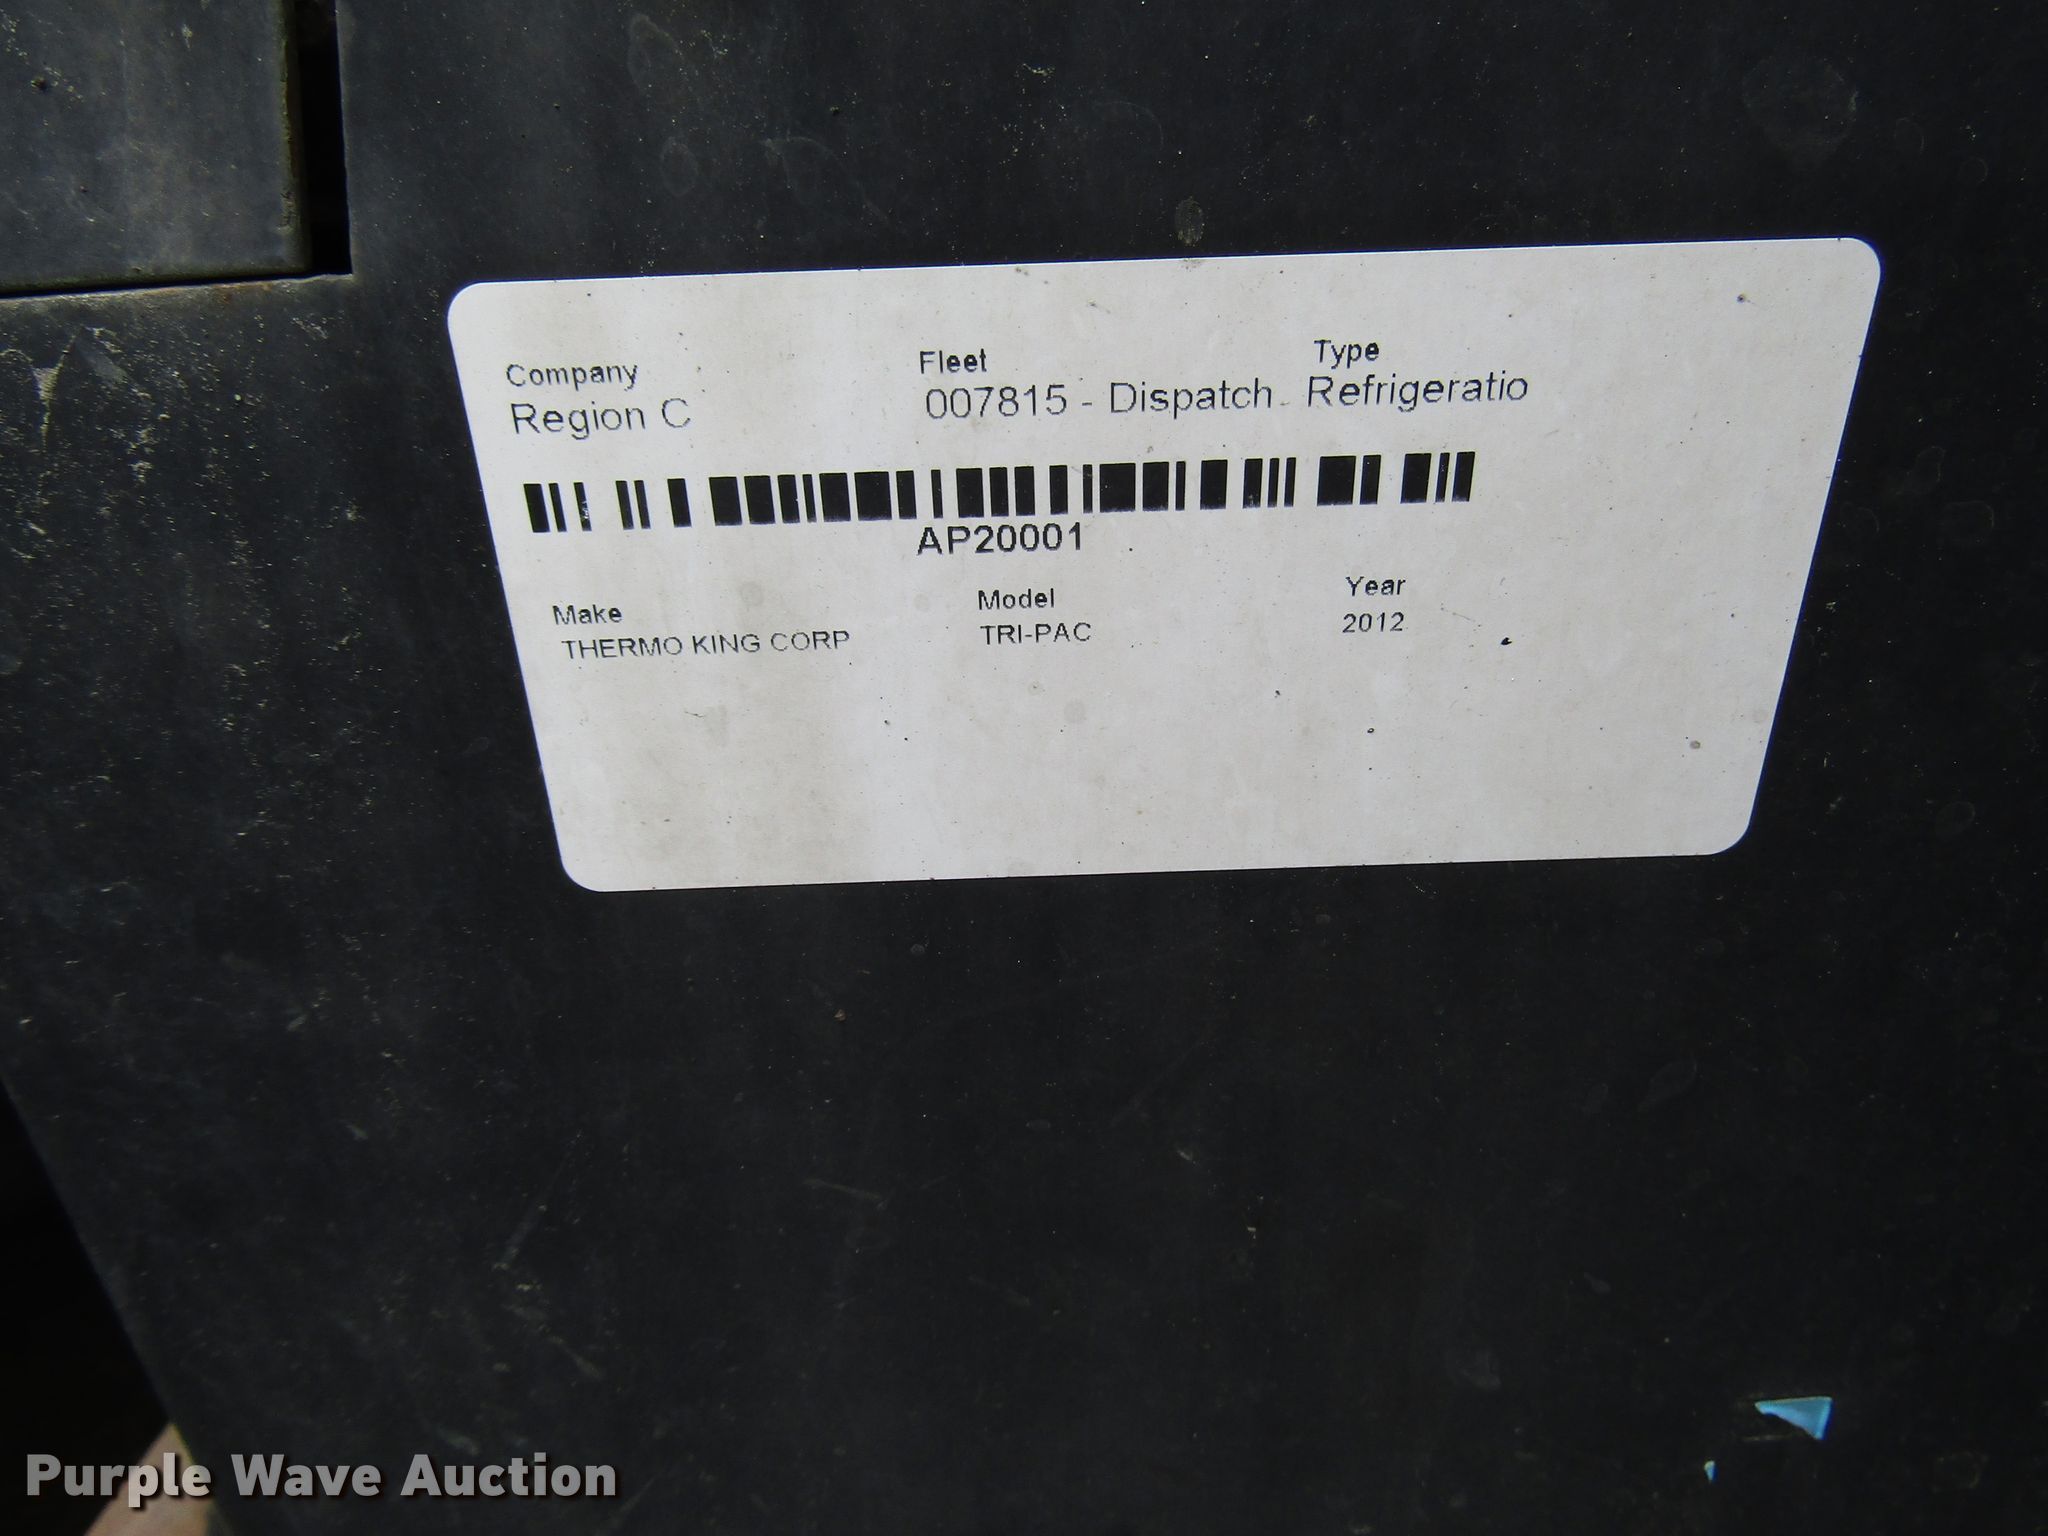 Company Fleet Type
Region C 007815 - Dispatch Refrigeratio
AP20001
Make Model Year
THERMO KING CORP TRI-PAC 2012
Purple Wave Auction